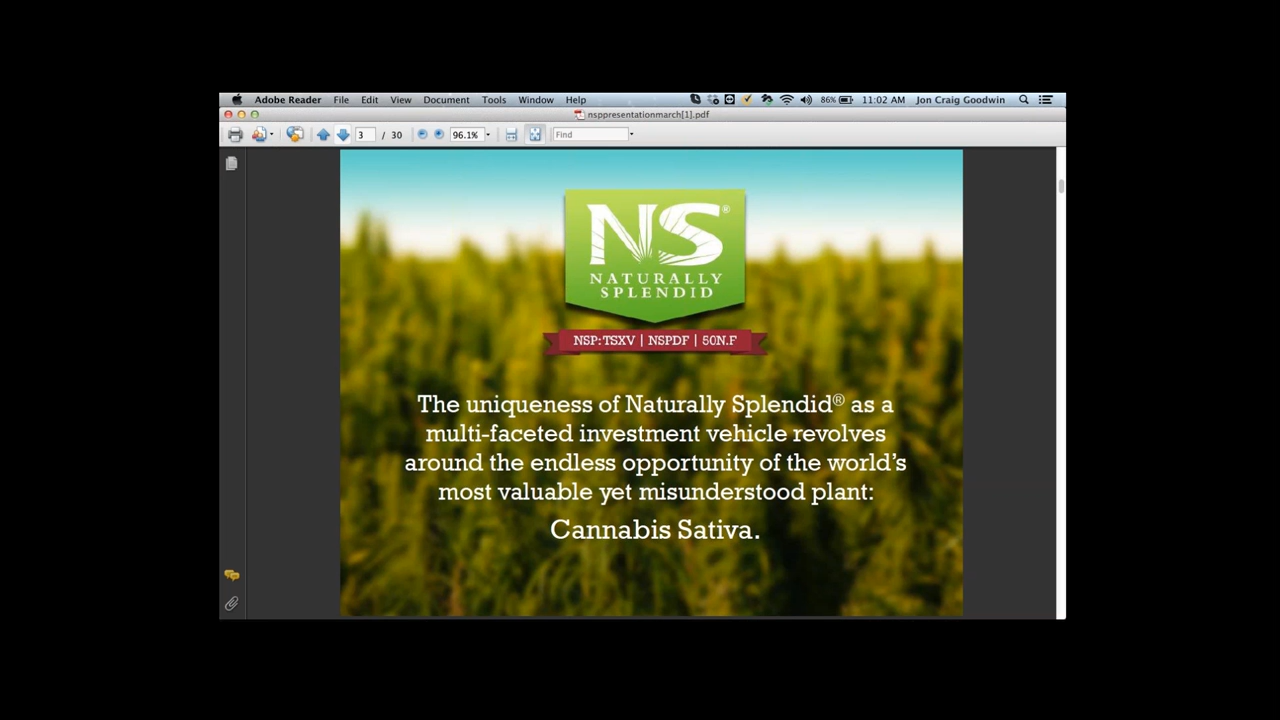 Adobe Reader File Edit View Document Tools Window Help 86% 11:02 AM Jon Craig Goodwin
nsppresentationmarch[1].pdf
3 / 30 96.1% Find
NS®
NATURALLY
SPLENDID
NSP:TSXV | NSPDF | 50N.F
The uniqueness of Naturally Splendid® as a
multi-faceted investment vehicle revolves
around the endless opportunity of the world's
most valuable yet misunderstood plant:
Cannabis Sativa.